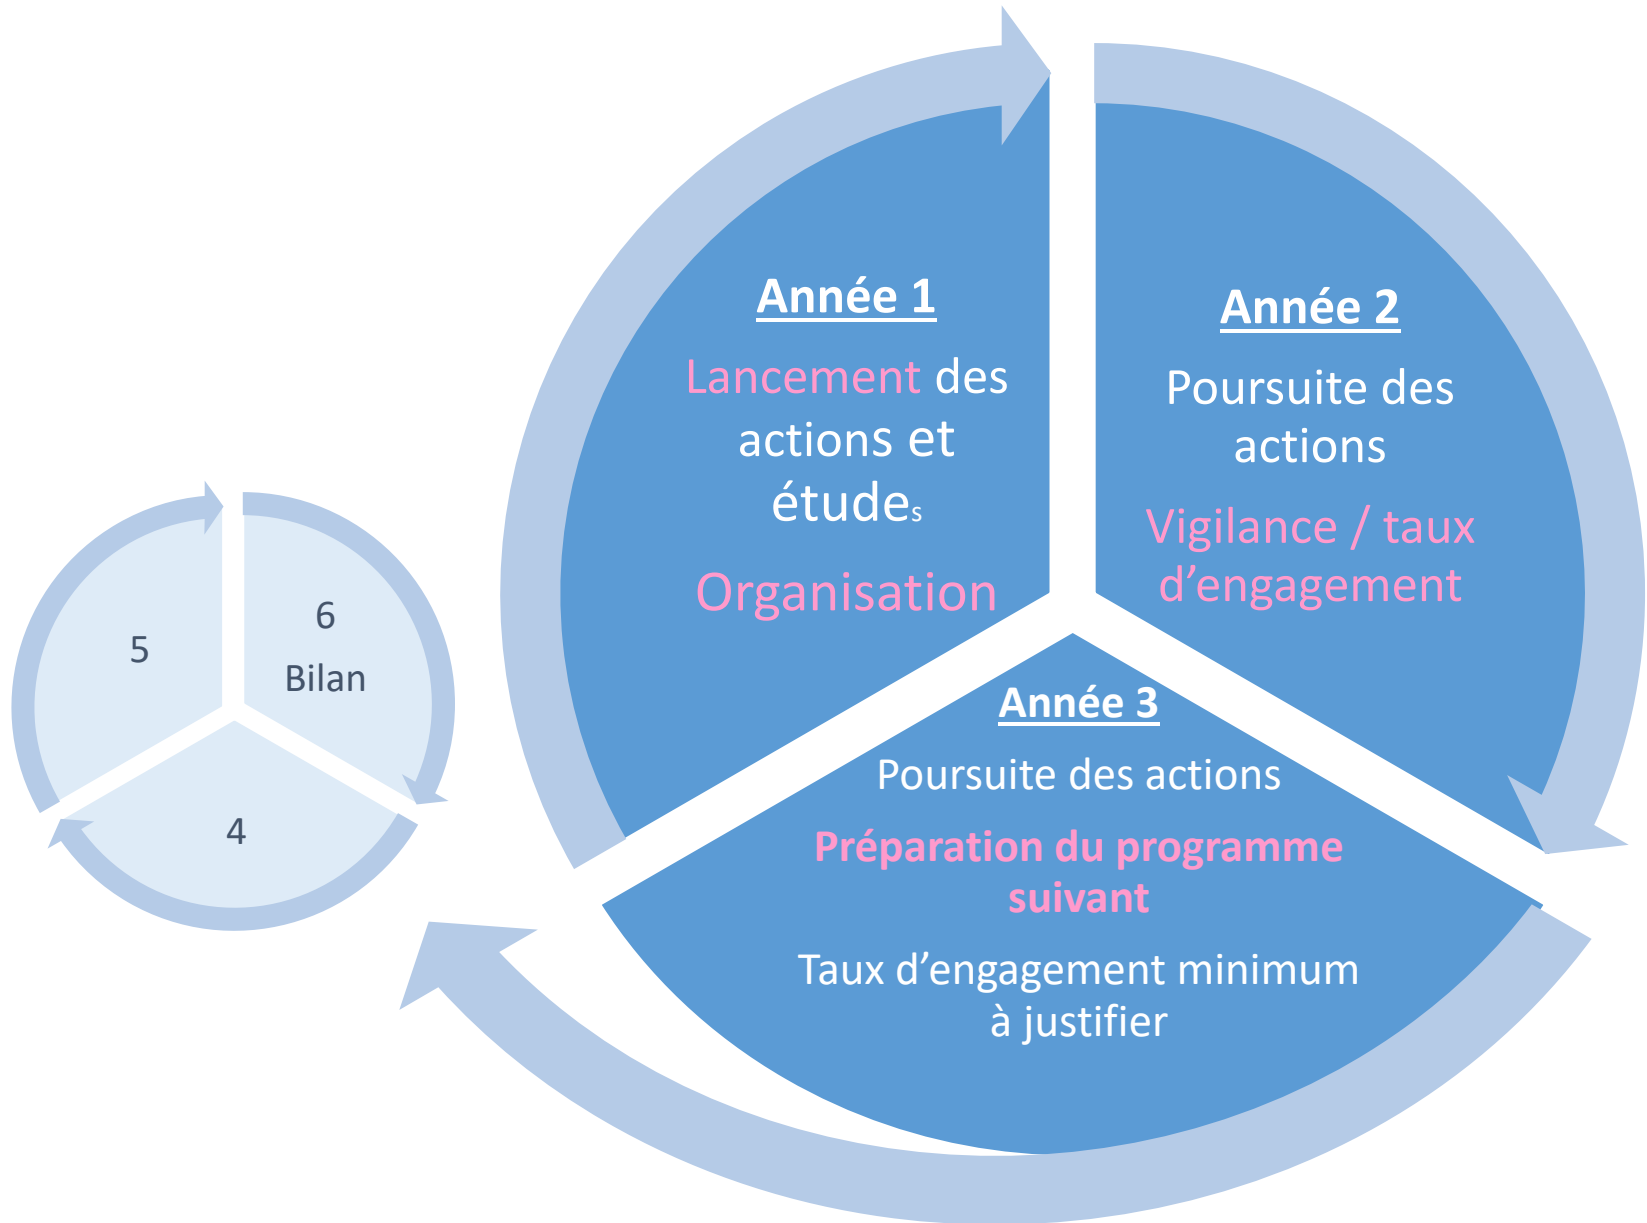 Année 1
Lancement des
actions et
études
Organisation
Année 2
Poursuite des
actions
Vigilance / taux
d’engagement
Année 3
Poursuite des actions
Préparation du programme
suivant
Taux d’engagement minimum
à justifier
4
5
6
Bilan